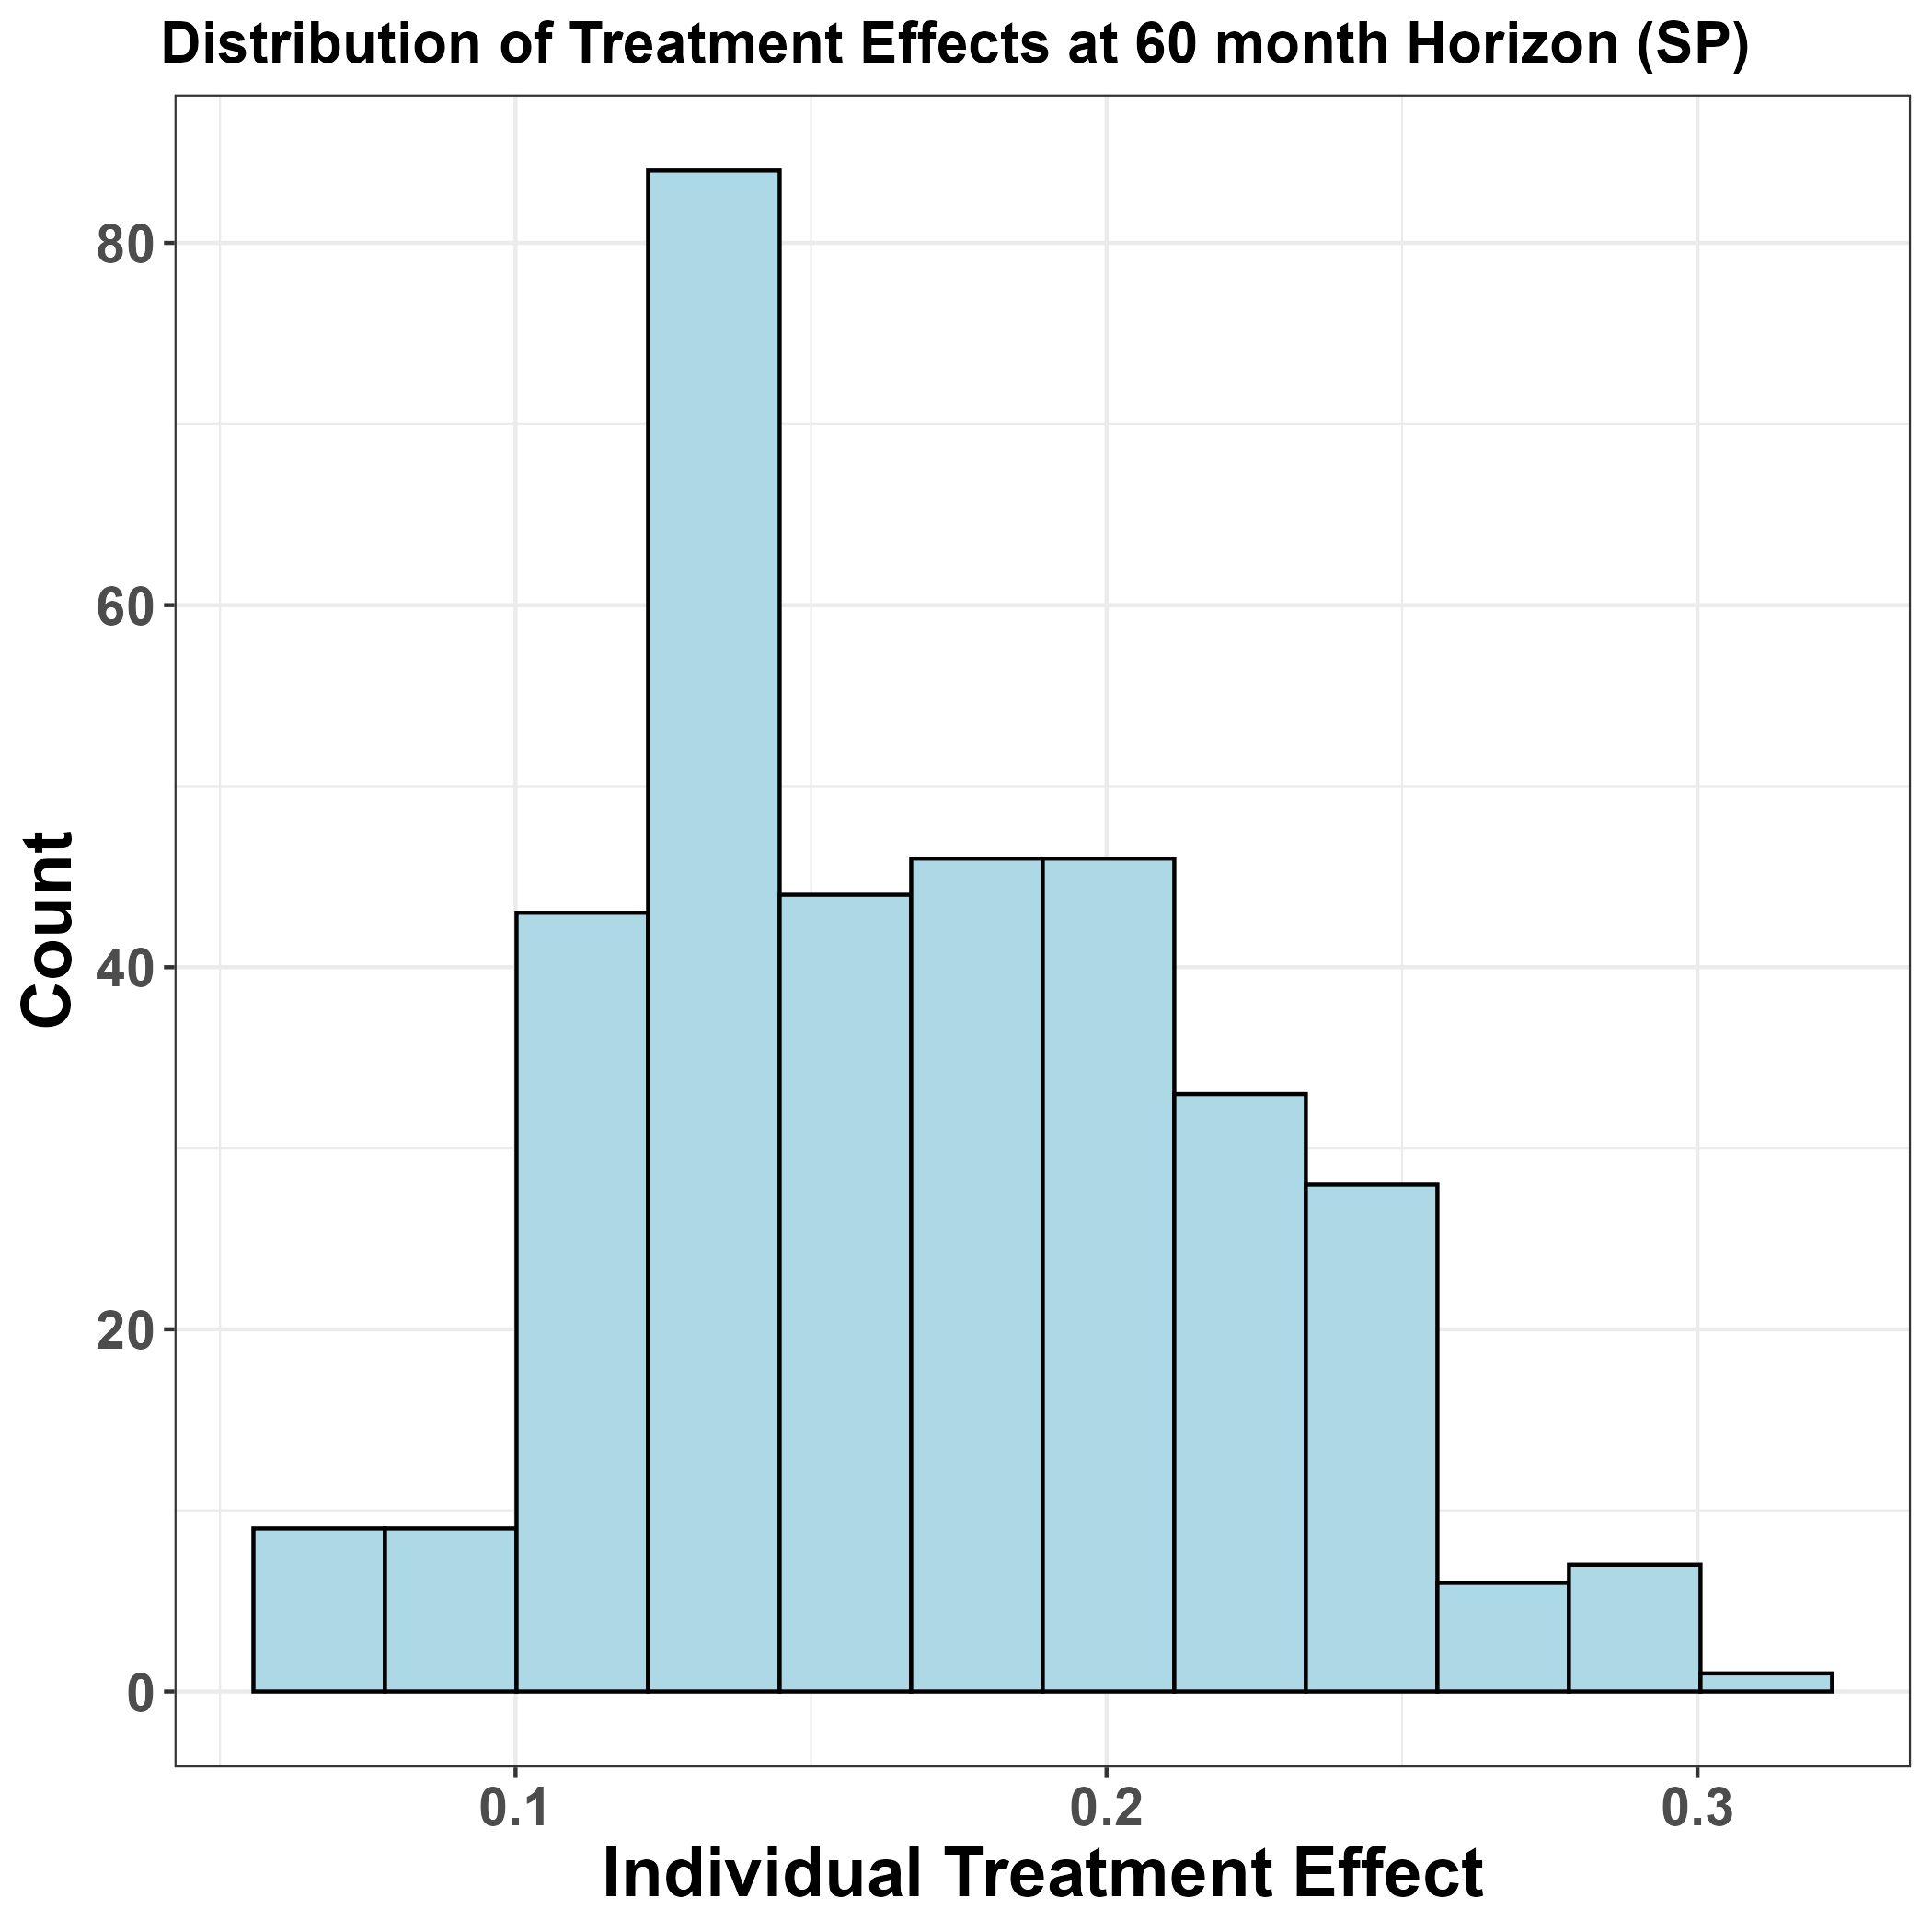 Distribution of Treatment Effects at 60 month Horizon (SP)
Count
80
60
40
20
0
0.1
0.2
0.3
Individual Treatment Effect